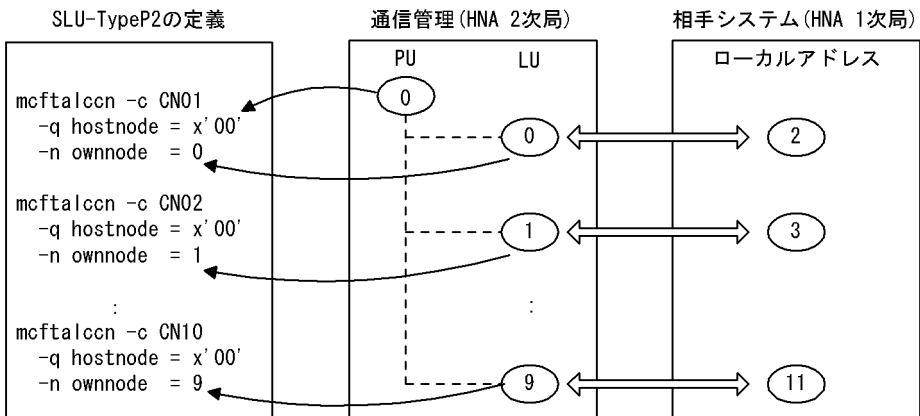 SLU-TypeP2の定義
通信管理(HNA 2次局)
相手システム(HNA 1次局)
PU
LU
ローカルアドレス
mcftalccn -c CN01
-q hostnode = x'00'
-n ownnode = 0
0
0
2
mcftalccn -c CN02
-q hostnode = x'00'
-n ownnode = 1
1
3
:
:
mcftalccn -c CN10
-q hostnode = x'00'
-n ownnode = 9
9
11